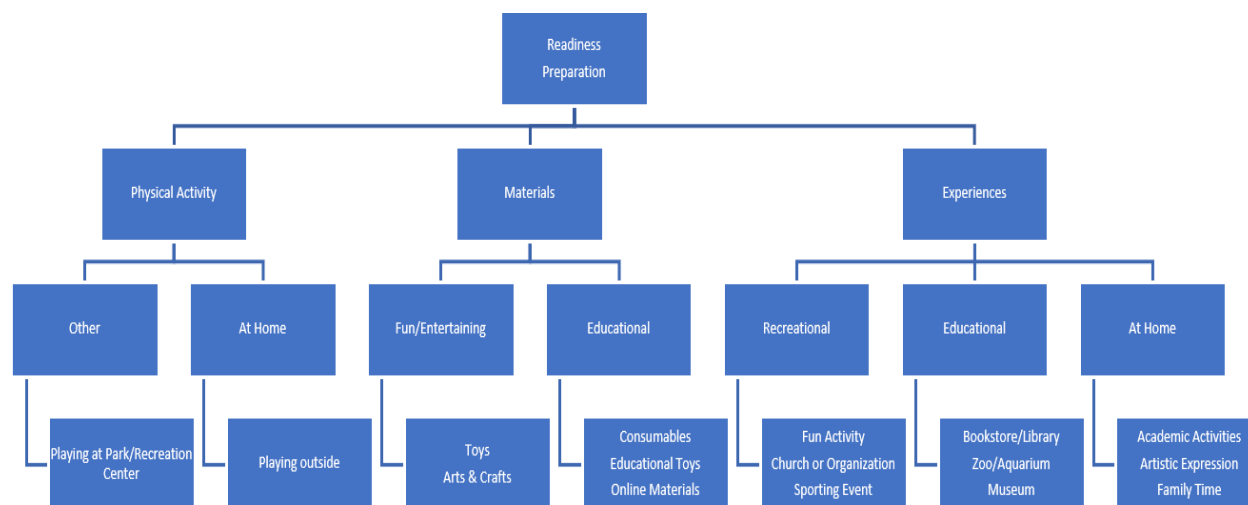 Readiness
Preparation
Physical Activity
Materials
Experiences
Other
At Home
Fun/Entertaining
Educational
Recreational
Educational
At Home
Playing at Park/Recreation
Center
Playing outside
Toys
Arts & Crafts
Consumables
Educational Toys
Online Materials
Fun Activity
Church or Organization
Sporting Event
Bookstore/Library
Zoo/Aquarium
Museum
Academic Activities
Artistic Expression
Family Time